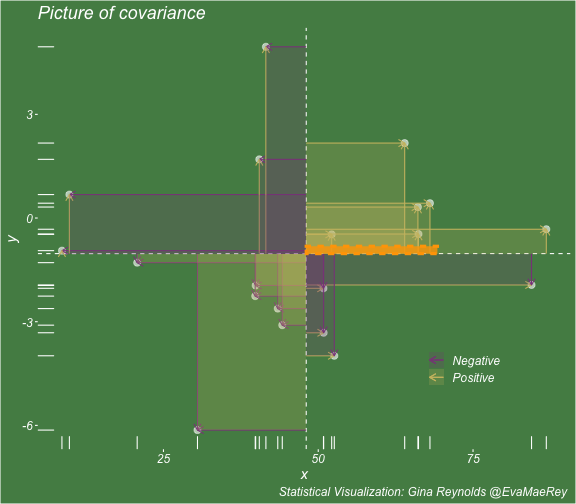 Picture of covariance
3
0
-3
-6
y
25
50
75
x
Negative
Positive
Statistical Visualization: Gina Reynolds @EvaMaeRey